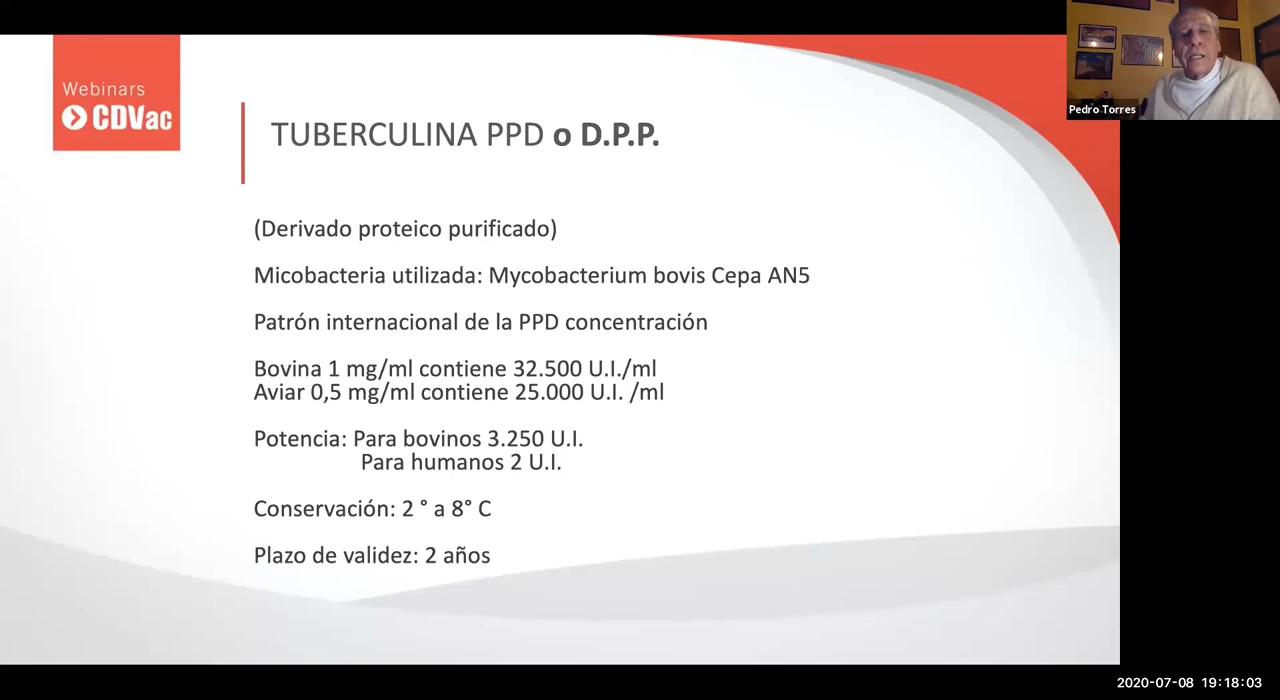 Webinars
CDVac
Pedro Torres
TUBERCULINA PPD o D.P.P.
(Derivado proteico purificado)
Micobacteria utilizada: Mycobacterium bovis Cepa AN5
Patrón internacional de la PPD concentración
Bovina 1 mg/ml contiene 32.500 U.I./ml
Aviar 0,5 mg/ml contiene 25.000 U.I. /ml
Potencia: Para bovinos 3.250 U.I.
Para humanos 2 U.I.
Conservación: 2 ° a 8° C
Plazo de validez: 2 años
2020-07-08 19:18:03